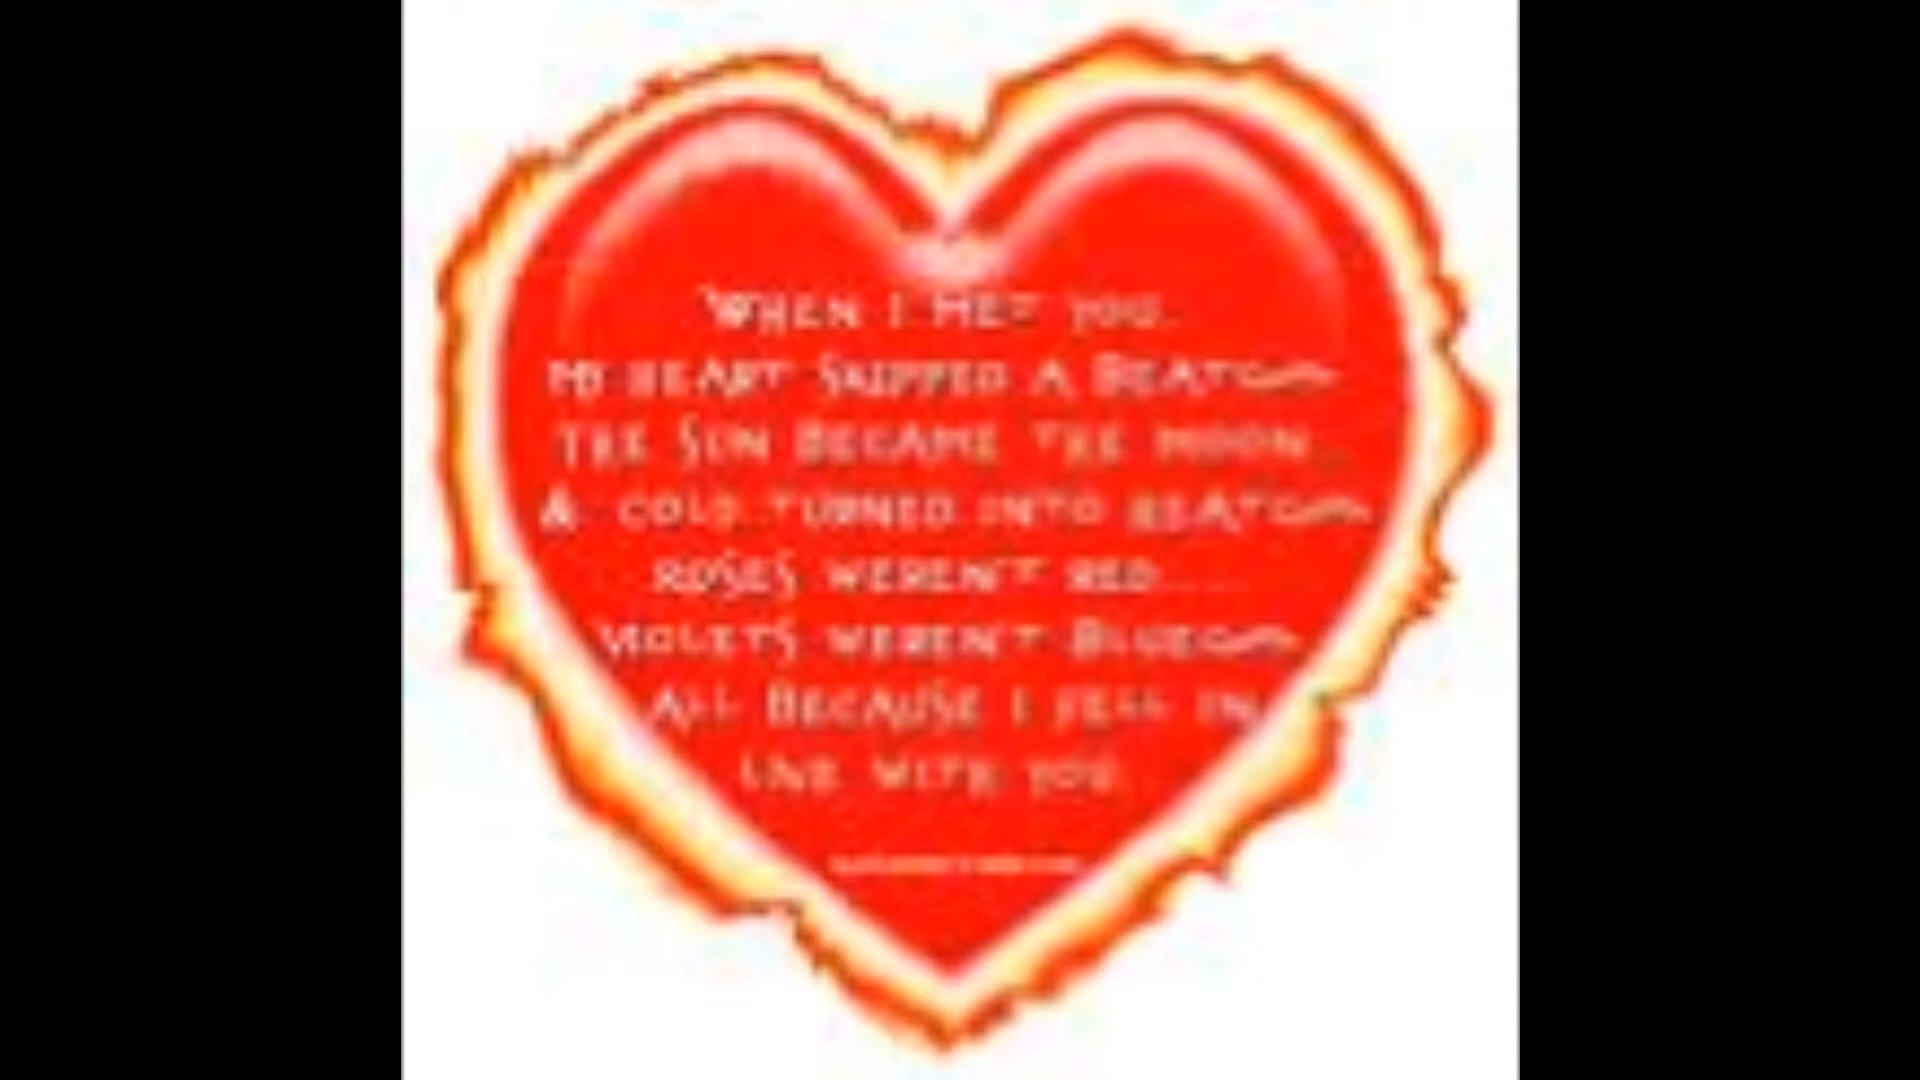 WHEN I MET YOU.
MY HEART SKIPPED A BEAT~
THE SUN BECAME THE MOON...
& COLD TURNED INTO HEAT~
ROSES WEREN'T RED.....
VIOLETS WEREN'T BLUE~
ALL BECAUSE I FELL IN
LOVE WITH YOU.